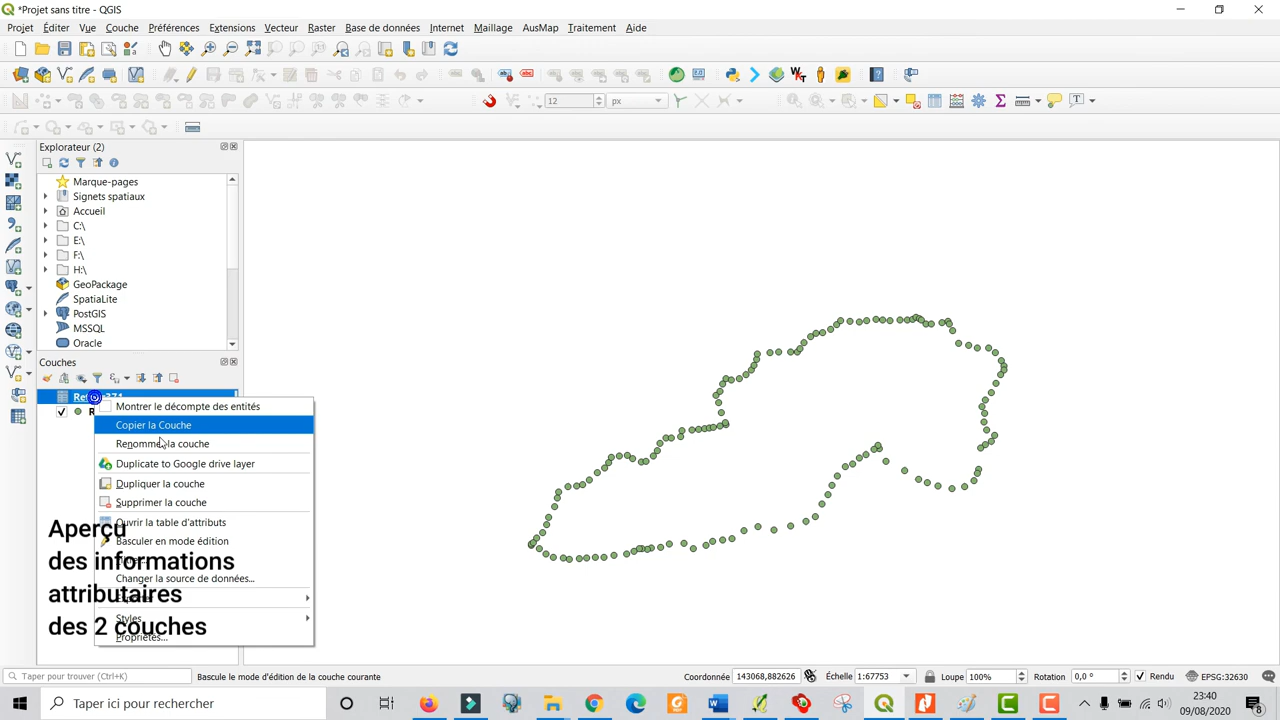 *Projet sans titre — QGIS
Projet Éditer Vue Couche Préférences Extensions Vecteur Raster Base de données Internet Maillage AusMap Traitement Aide
12 px
Explorateur (2)
Marque-pages
Signets spatiaux
Accueil
C:\
E:\
F:\
H:\
GeoPackage
SpatiaLite
PostGIS
MSSQL
Oracle
Couches
Montrer le décompte des entités
Copier la Couche
Renommer la couche
Duplicate to Google drive layer
Dupliquer la couche
Supprimer la couche
Ouvrir la table d'attributs
Basculer en mode édition
Changer la source de données...
Styles
Propriétés...
Aperçu
des informations
attributaires
des 2 couches
Taper pour trouver (Ctrl+K) Bascule le mode d'édition de la couche courante Coordonnée 143068,882626 Échelle 1:67753 Loupe 100% Rotation 0,0 ° Rendu EPSG:32630
Taper ici pour rechercher
23:40
09/08/2020
8